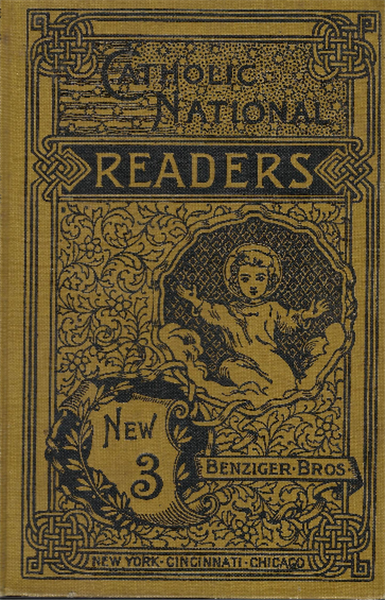 CATHOLIC
NATIONAL
READERS
NEW
3
BENZIGER·BROS·
NEW YORK·CINCINNATI·CHICAGO